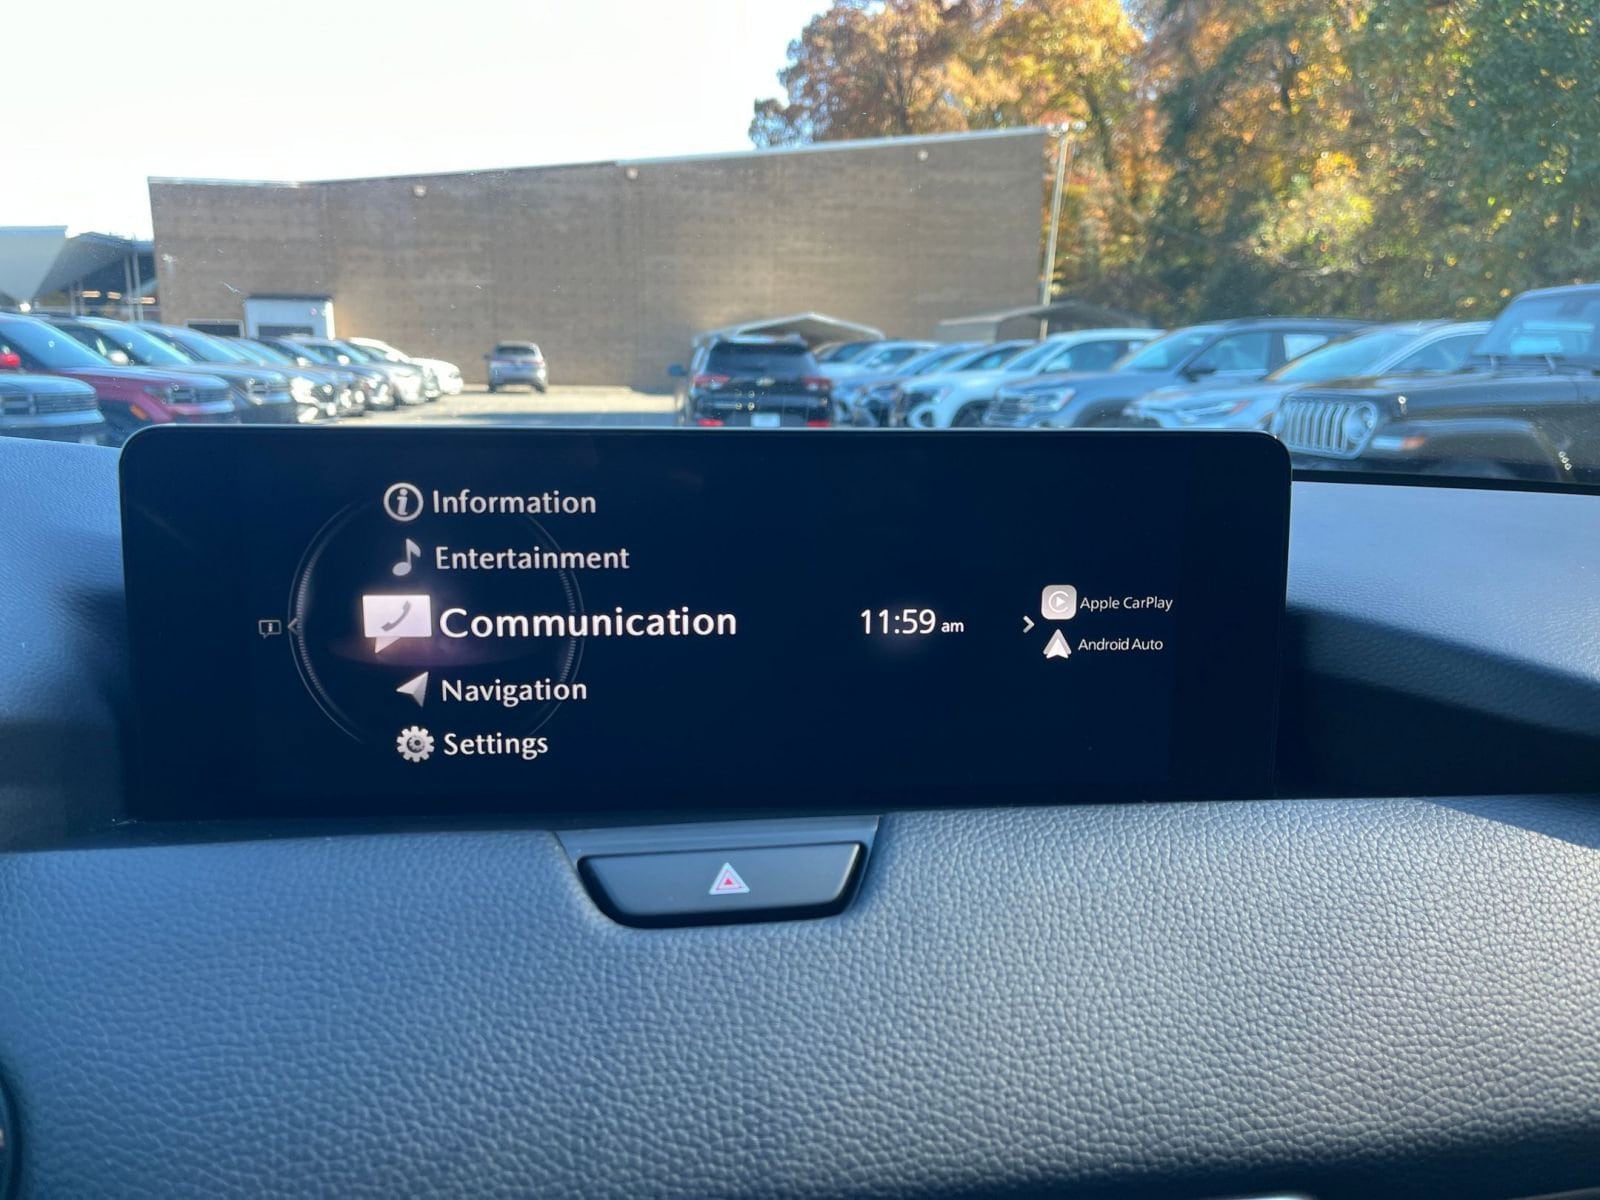 Information
Entertainment
Communication
11:59 am
Apple CarPlay
Android Auto
Navigation
Settings